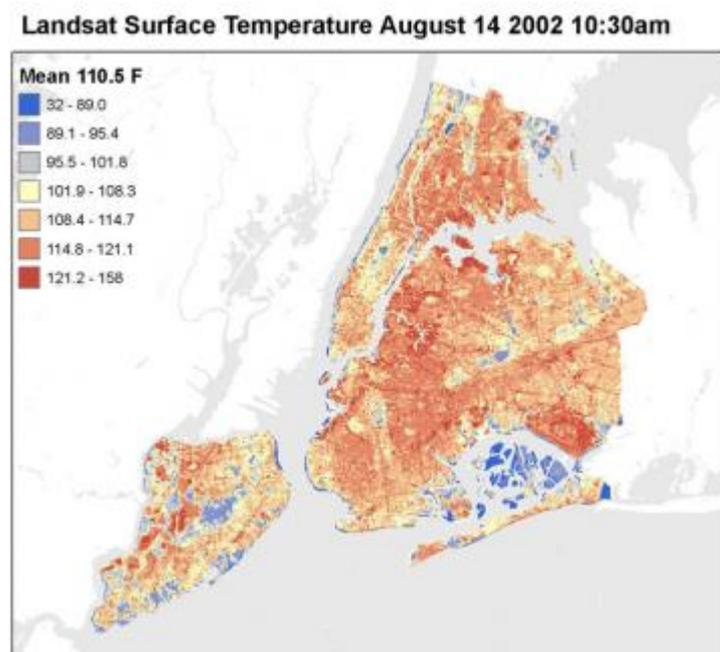 Landsat Surface Temperature August 14 2002 10:30am
Mean 110.5 F
32 - 89.0
89.1 - 95.4
95.5 - 101.8
101.9 - 108.3
108.4 - 114.7
114.8 - 121.1
121.2 - 158